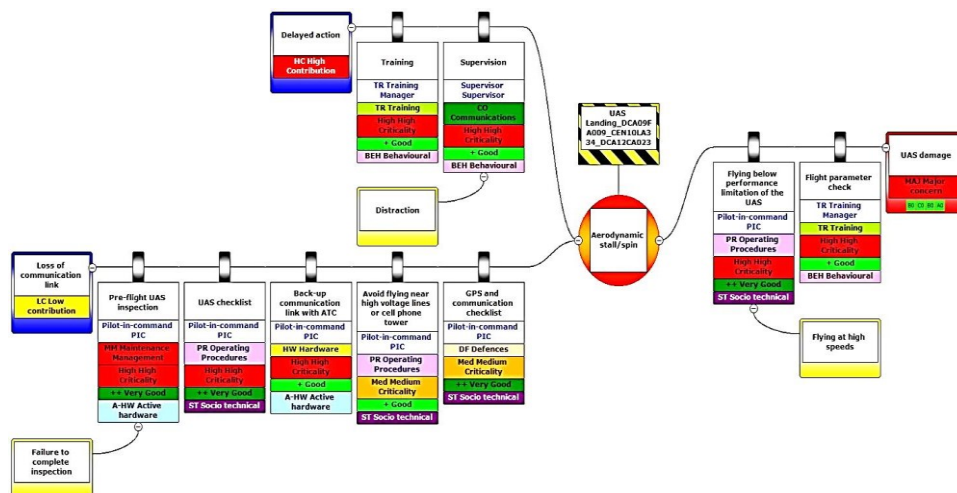 Delayed action
HC High
Contribution
Training
TR Training
Manager
TR Training
High High
Criticality
+ Good
BEH Behavioural
Supervision
Supervisor
Supervisor
CO
Communications
High High
Criticality
+ Good
BEH Behavioural
Distraction
UAS
Landing_DCA09F
A009_CEN10LA3
34_DCA12CA023
Aerodynamic
stall/spin
Flying below
performance
limitation of the
UAS
Pilot-in-command
PIC
PR Operating
Procedures
High High
Criticality
++ Very Good
ST Socio technical
Flight parameter
check
TR Training
Manager
TR Training
High High
Criticality
+ Good
BEH Behavioural
UAS damage
MAJ Major
concern
B0 C0 B0 A0
Flying at high
speeds
Loss of
communication
link
LC Low
contribution
Pre-flight UAS
inspection
Pilot-in-command
PIC
MM Maintenance
Management
High High
Criticality
++ Very Good
A-HW Active
hardware
UAS checklist
Pilot-in-command
PIC
PR Operating
Procedures
High High
Criticality
++ Very Good
ST Socio technical
Back-up
communication
link with ATC
Pilot-in-command
PIC
HW Hardware
High High
Criticality
+ Good
A-HW Active
hardware
Avoid flying near
high voltage lines
or cell phone
tower
Pilot-in-command
PIC
PR Operating
Procedures
Med Medium
Criticality
+ Good
ST Socio technical
GPS and
communication
checklist
Pilot-in-command
PIC
DF Defences
Med Medium
Criticality
++ Very Good
ST Socio technical
Failure to
complete
inspection